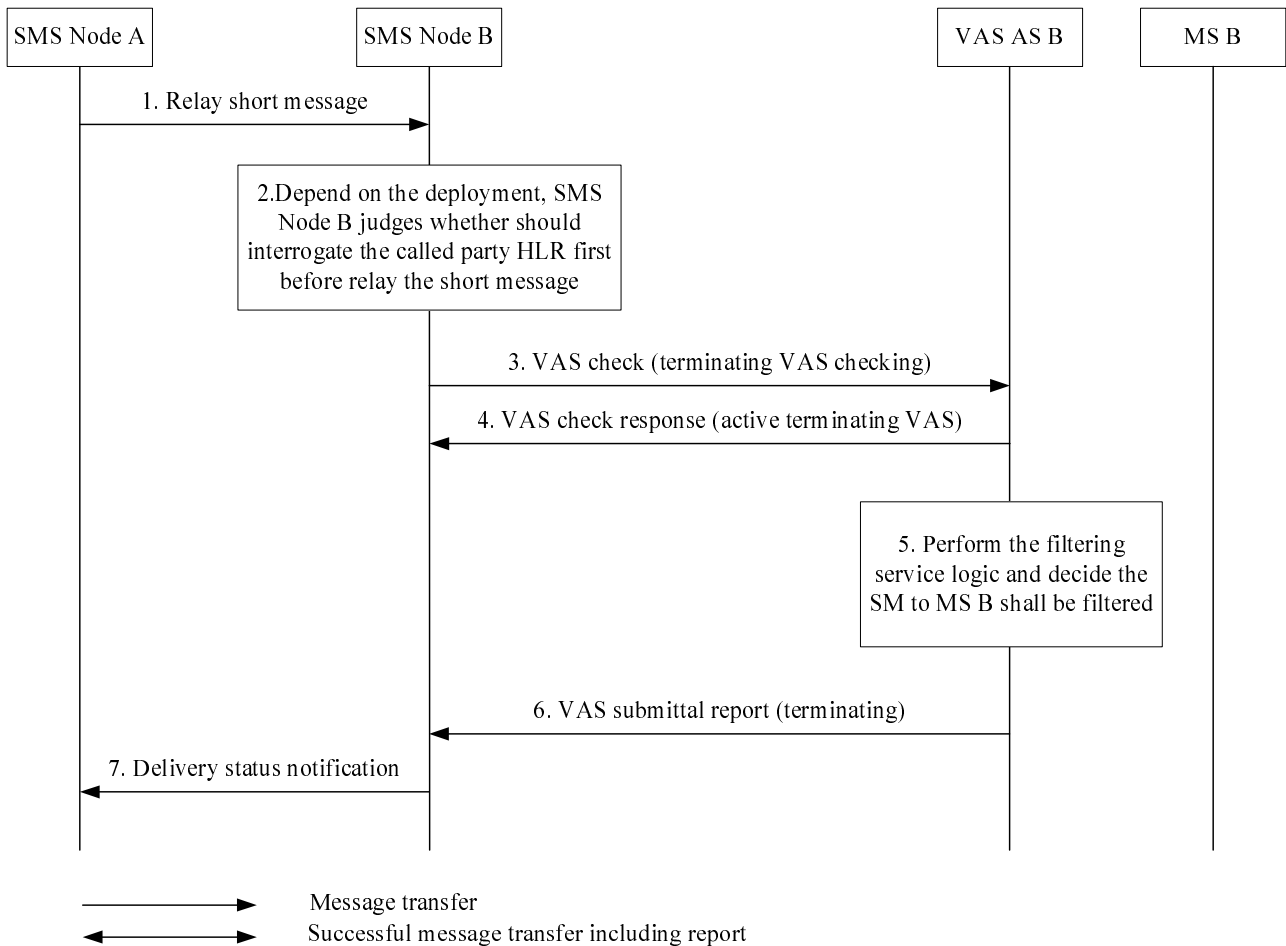 SMS Node A
SMS Node B
VAS AS B
MS B
1. Relay short message
2.Depend on the deployment, SMS
Node B judges whether should
interrogate the called party HLR first
before relay the short message
3. VAS check (terminating VAS checking)
4. VAS check response (active terminating VAS)
5. Perform the filtering
service logic and decide the
SM to MS B shall be filtered
6. VAS submittal report (terminating)
7. Delivery status notification
Message transfer
Successful message transfer including report